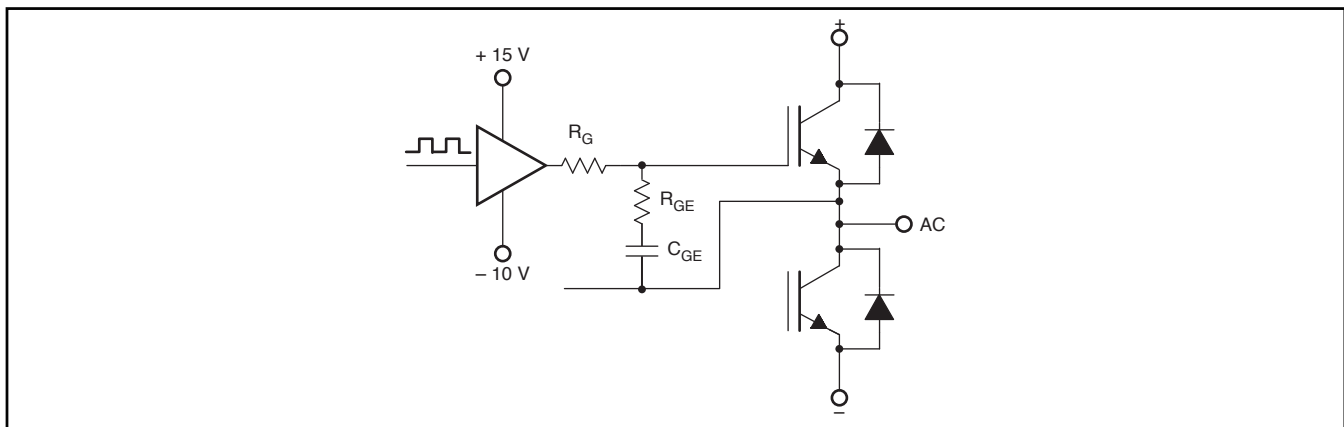 +
+ 15 V
R_G
R_GE
AC
C_GE
– 10 V
–